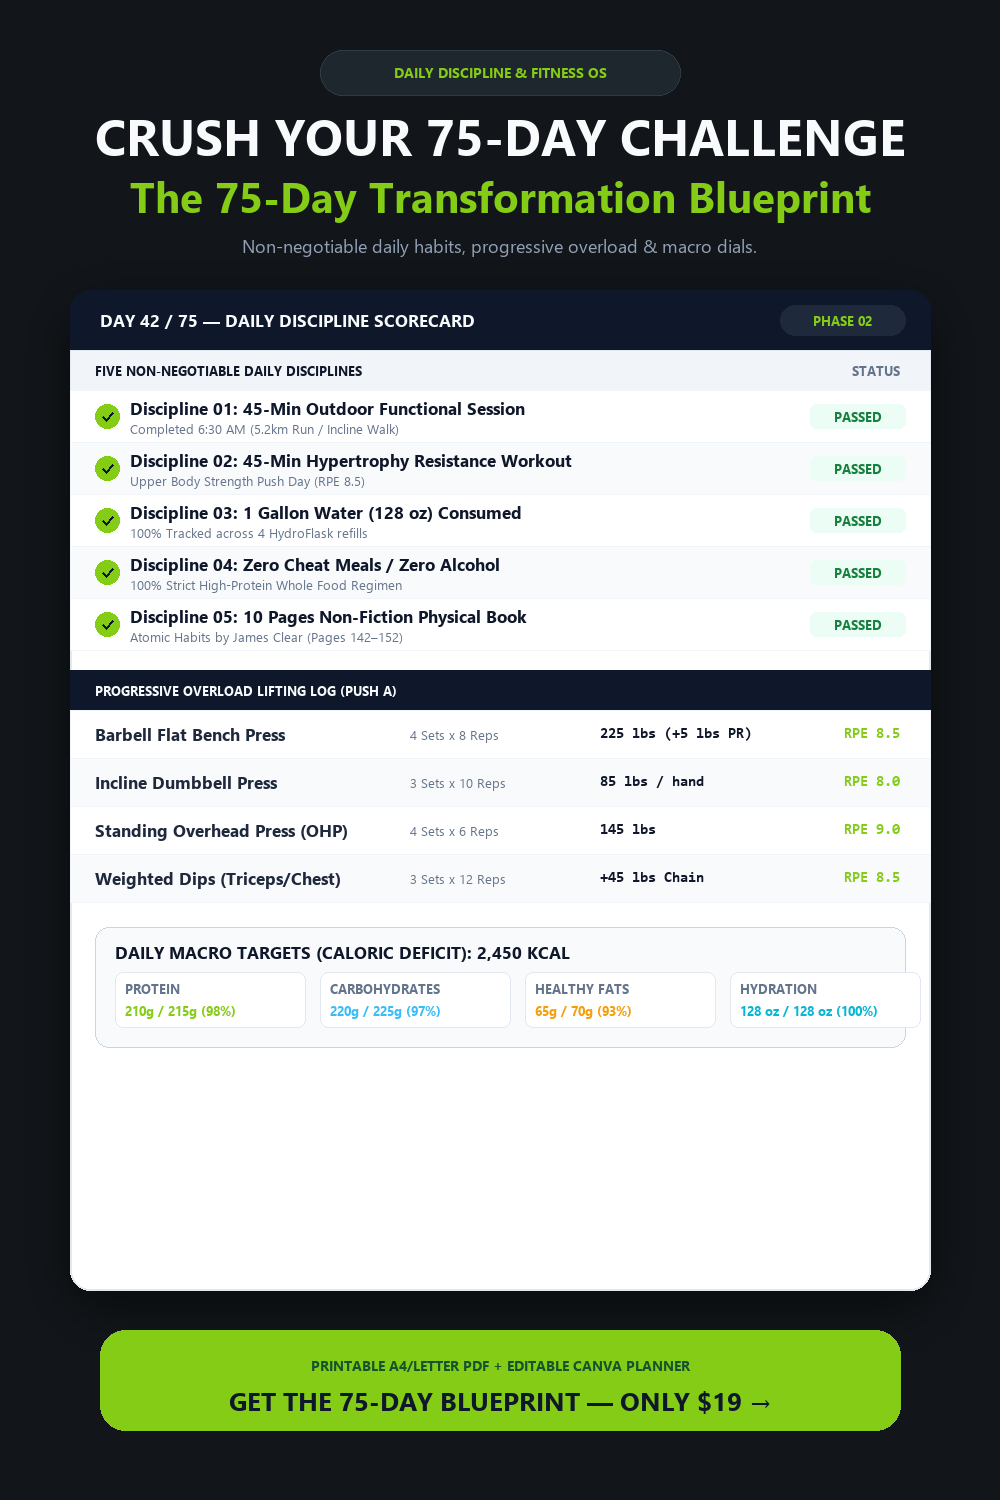 DAILY DISCIPLINE & FITNESS OS
CRUSH YOUR 75-DAY CHALLENGE
The 75-Day Transformation Blueprint
Non-negotiable daily habits, progressive overload & macro dials.
DAY 42 / 75 — DAILY DISCIPLINE SCORECARD PHASE 02
FIVE NON-NEGOTIABLE DAILY DISCIPLINES STATUS
Discipline 01: 45-Min Outdoor Functional Session PASSED
Completed 6:30 AM (5.2km Run / Incline Walk)
Discipline 02: 45-Min Hypertrophy Resistance Workout PASSED
Upper Body Strength Push Day (RPE 8.5)
Discipline 03: 1 Gallon Water (128 oz) Consumed PASSED
100% Tracked across 4 HydroFlask refills
Discipline 04: Zero Cheat Meals / Zero Alcohol PASSED
100% Strict High-Protein Whole Food Regimen
Discipline 05: 10 Pages Non-Fiction Physical Book PASSED
Atomic Habits by James Clear (Pages 142–152)
PROGRESSIVE OVERLOAD LIFTING LOG (PUSH A)
Barbell Flat Bench Press 4 Sets x 8 Reps 225 lbs (+5 lbs PR) RPE 8.5
Incline Dumbbell Press 3 Sets x 10 Reps 85 lbs / hand RPE 8.0
Standing Overhead Press (OHP) 4 Sets x 6 Reps 145 lbs RPE 9.0
Weighted Dips (Triceps/Chest) 3 Sets x 12 Reps +45 lbs Chain RPE 8.5
DAILY MACRO TARGETS (CALORIC DEFICIT): 2,450 KCAL
PROTEIN CARBOHYDRATES HEALTHY FATS HYDRATION
210g / 215g (98%) 220g / 225g (97%) 65g / 70g (93%) 128 oz / 128 oz (100%)
PRINTABLE A4/LETTER PDF + EDITABLE CANVA PLANNER
GET THE 75-DAY BLUEPRINT — ONLY $19 →